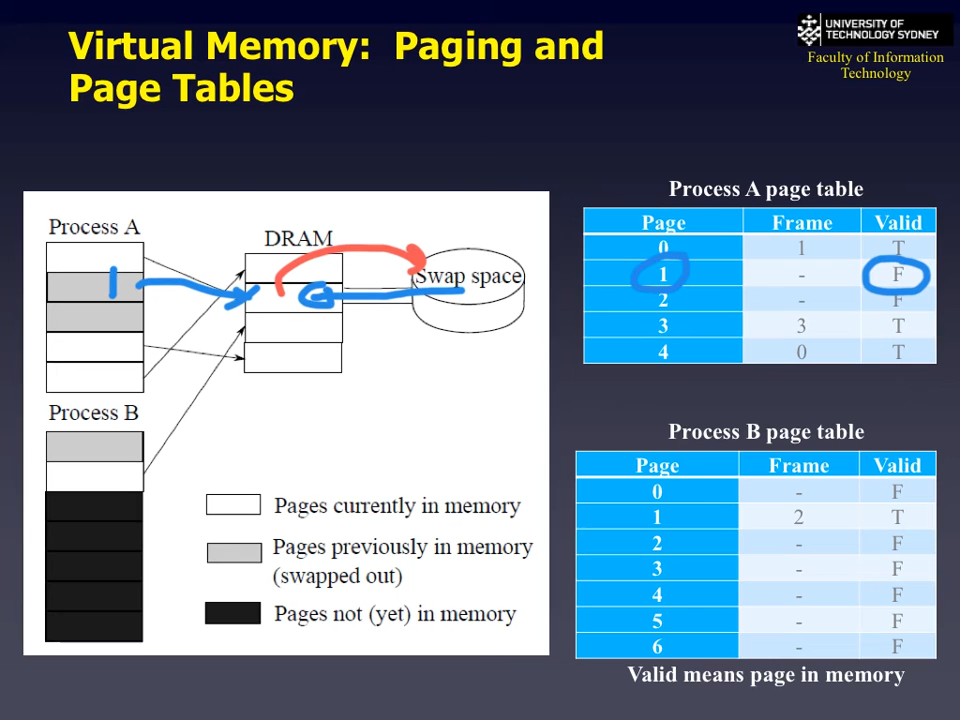 Virtual Memory: Paging and
Page Tables
UNIVERSITY OF
TECHNOLOGY SYDNEY
Faculty of Information
Technology
Process A
DRAM
Swap space
Process B
Pages currently in memory
Pages previously in memory
(swapped out)
Pages not (yet) in memory
Process A page table
Page Frame Valid
0 1 T
1 - F
2 - F
3 3 T
4 0 T
Process B page table
Page Frame Valid
0 - F
1 2 T
2 - F
3 - F
4 - F
5 - F
6 - F
Valid means page in memory